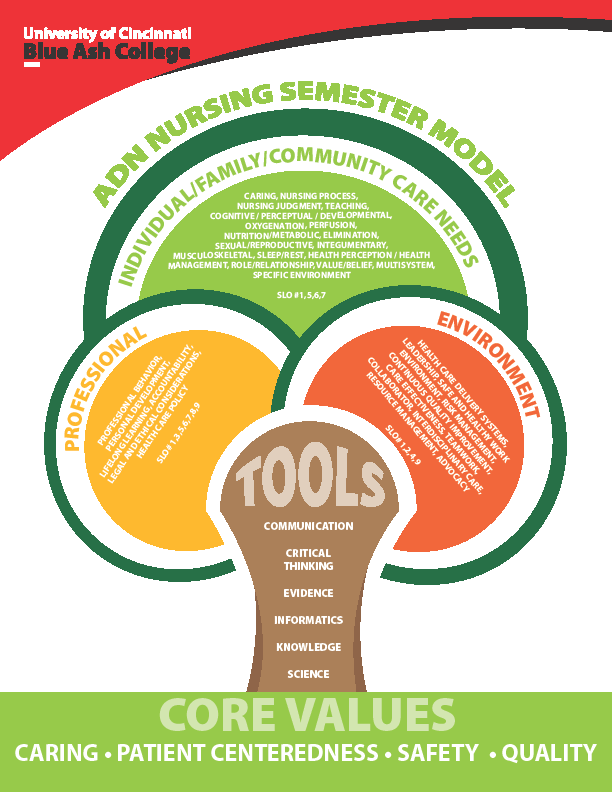 University of Cincinnati
Blue Ash College
ADN NURSING SEMESTER MODEL
INDIVIDUAL/FAMILY/COMMUNITY CARE NEEDS
CARING, NURSING PROCESS,
NURSING JUDGMENT, TEACHING,
COGNITIVE / PERCEPTUAL / DEVELOPMENTAL,
OXYGENATION, PERFUSION,
NUTRITION/METABOLIC, ELIMINATION,
SEXUAL/REPRODUCTIVE, INTEGUMENTARY,
MUSCULOSKELETAL, SLEEP/REST, HEALTH PERCEPTION / HEALTH
MANAGEMENT, ROLE/RELATIONSHIP, VALUE/BELIEF, MULTISYSTEM,
SPECIFIC ENVIRONMENT
SLO #1,5,6,7
PROFESSIONAL
PROFESSIONAL BEHAVIOR,
PERSONAL DEVELOPMENT,
LIFELONG LEARNING, ACCOUNTABILITY,
LEGAL AND ETHICAL CONSIDERATIONS,
HEALTH CARE POLICY
SLO # 1,3,5,6,7,8,9
ENVIRONMENT
HEALTH CARE DELIVERY SYSTEMS,
LEADERSHIP, SAFE AND HEALTHY WORK
ENVIRONMENT, RISK MANAGEMENT,
CONTINUOUS QUALITY IMPROVEMENT,
CARE EFFECTIVENESS, TEAMWORK,
COLLABORATOR, INTERDISCIPLINARY CARE,
RESOURCE MANAGEMENT, ADVOCACY
SLO# 1,2,4,9
TOOLS
COMMUNICATION
CRITICAL
THINKING
EVIDENCE
INFORMATICS
KNOWLEDGE
SCIENCE
CORE VALUES
CARING • PATIENT CENTEREDNESS • SAFETY • QUALITY